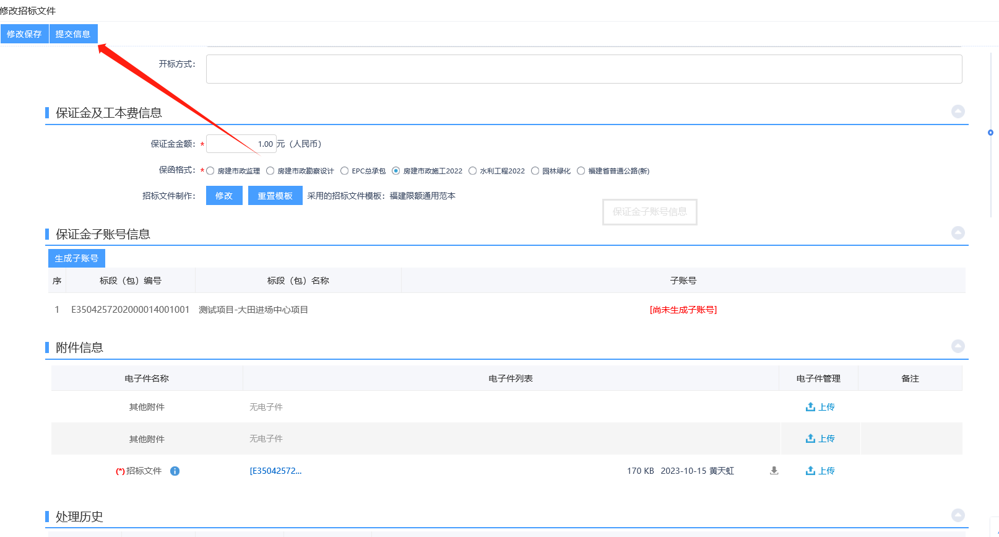 修改招标文件
修改保存 提交信息
开标方式：
保证金及工本费信息
保证金金额：* 1.00 元（人民币）
保函格式：* 房建市政监理 房建市政勘察设计 EPC总承包 房建市政施工2022 水利工程2022 园林绿化 福建省普通公路(新)
招标文件制作： 修改 重置模板 采用的招标文件模板：福建限额通用范本
保证金子账号信息
保证金子账号信息
生成子账号
序 标段（包）编号 标段（包）名称 子账号
1 E3504257202000014001001 测试项目-大田进场中心项目 [尚未生成子账号]
附件信息
电子件名称 电子件列表 电子件管理 备注
其他附件 无电子件 上传
其他附件 无电子件 上传
(*)招标文件 [E35042572... 170 KB 2023-10-15 黄天虹 上传
处理历史